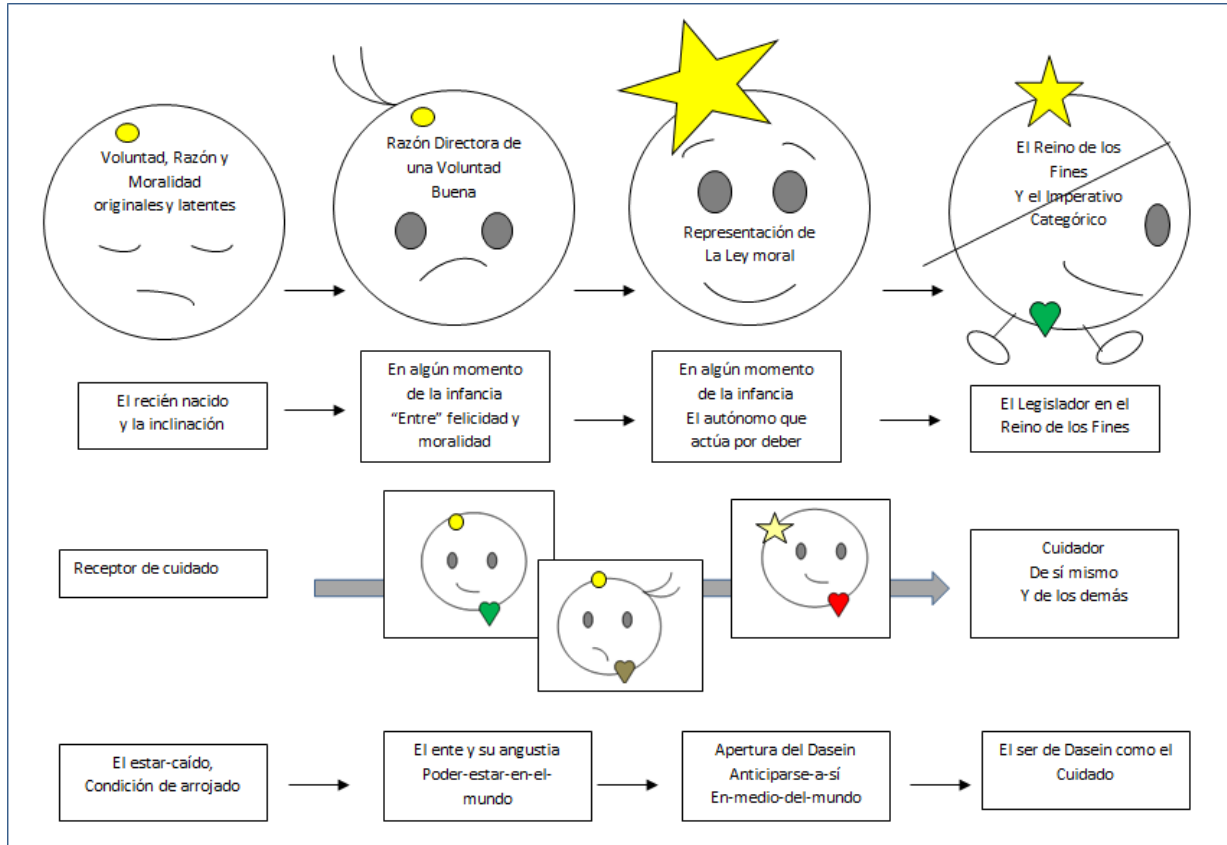 Voluntad, Razón y
Moralidad
originales y latentes
Razón Directora de
una Voluntad
Buena
Representación de
La Ley moral
El Reino de los
Fines
Y el Imperativo
Categórico
El recién nacido
y la inclinación
En algún momento
de la infancia
“Entre” felicidad y
moralidad
En algún momento
de la infancia
El autónomo que
actúa por deber
El Legislador en el
Reino de los Fines
Receptor de cuidado
Cuidador
De sí mismo
Y de los demás
El estar-caído,
Condición de arrojado
El ente y su angustia
Poder-estar-en-el-
mundo
Apertura del Dasein
Anticiparse-a-sí
En-medio-del-mundo
El ser de Dasein como el
Cuidado